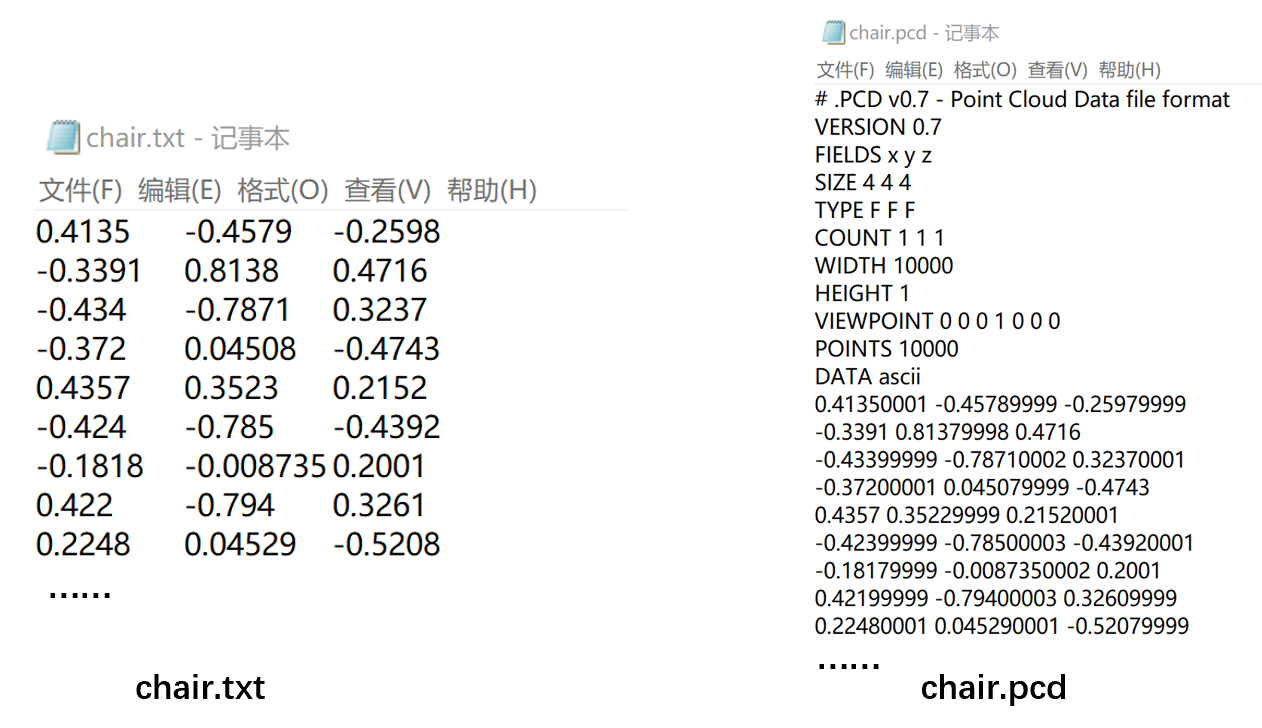 chair.txt - 记事本
文件(F) 编辑(E) 格式(O) 查看(V) 帮助(H)
0.4135 -0.4579 -0.2598
-0.3391 0.8138 0.4716
-0.434 -0.7871 0.3237
-0.372 0.04508 -0.4743
0.4357 0.3523 0.2152
-0.424 -0.785 -0.4392
-0.1818 -0.008735 0.2001
0.422 -0.794 0.3261
0.2248 0.04529 -0.5208
……
chair.txt
chair.pcd - 记事本
文件(F) 编辑(E) 格式(O) 查看(V) 帮助(H)
# .PCD v0.7 - Point Cloud Data file format
VERSION 0.7
FIELDS x y z
SIZE 4 4 4
TYPE F F F
COUNT 1 1 1
WIDTH 10000
HEIGHT 1
VIEWPOINT 0 0 0 1 0 0 0
POINTS 10000
DATA ascii
0.41350001 -0.45789999 -0.25979999
-0.3391 0.81379998 0.4716
-0.43399999 -0.78710002 0.32370001
-0.37200001 0.045079999 -0.4743
0.4357 0.35229999 0.21520001
-0.42399999 -0.78500003 -0.43920001
-0.18179999 -0.0087350002 0.2001
0.42199999 -0.79400003 0.32609999
0.22480001 0.045290001 -0.52079999
……
chair.pcd